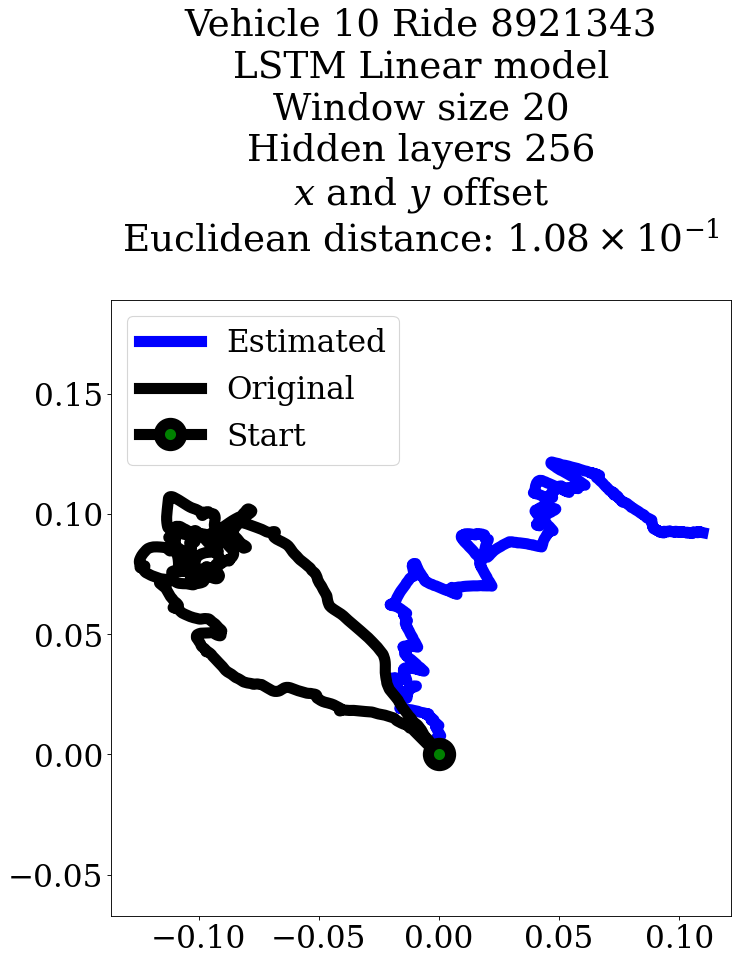 Vehicle 10 Ride 8921343
LSTM Linear model
Window size 20
Hidden layers 256
x and y offset
Euclidean distance: 1.08 × 10⁻¹
Estimated
Original
Start
0.15
0.10
0.05
0.00
−0.05
−0.10 −0.05 0.00 0.05 0.10